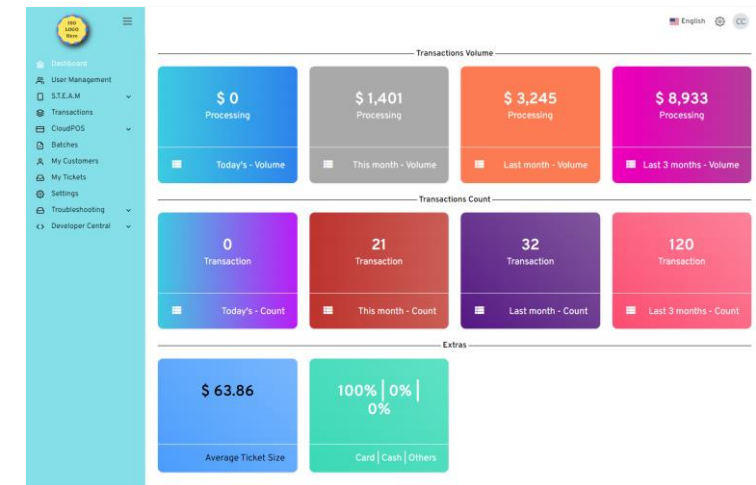 ISO
LOGO
Here
English
CC
Dashboard
User Management
S.T.E.A.M
Transactions
CloudPOS
Batches
My Customers
My Tickets
Settings
Troubleshooting
Developer Central
Transactions Volume
$ 0
Processing
Today's - Volume
$ 1,401
Processing
This month - Volume
$ 3,245
Processing
Last month - Volume
$ 8,933
Processing
Last 3 months - Volume
Transactions Count
0
Transaction
Today's - Count
21
Transaction
This month - Count
32
Transaction
Last month - Count
120
Transaction
Last 3 months - Count
Extras
$ 63.86
Average Ticket Size
100% | 0% |
0%
Card | Cash | Others